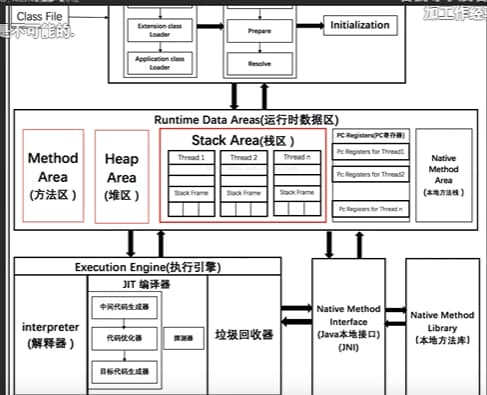 Class File
是不可能的.
加工作经
Extension class
Loader
Application class
Loader
Prepare
Resolve
Initialization
Runtime Data Areas(运行时数据区)
Method
Area
(方法区)
Heap
Area
(堆区)
Stack Area(栈区)
Thread 1
Thread 2
Thread n
Stack Frame
Stack Frame
Stack Frame
PC Registers(PC寄存器)
Pc Registers for Thread1
Pc Registers for Thread2
Pc Registers for Thread n
Native
Method
Area
(本地方法栈)
Execution Engine(执行引擎)
interpreter
(解释器)
JIT 编译器
中间代码生成器
代码优化器
目标代码生成器
探测器
垃圾回收器
Native Method
Interface
(Java本地接口)
(JNI)
Native Method
Library
(本地方法库)